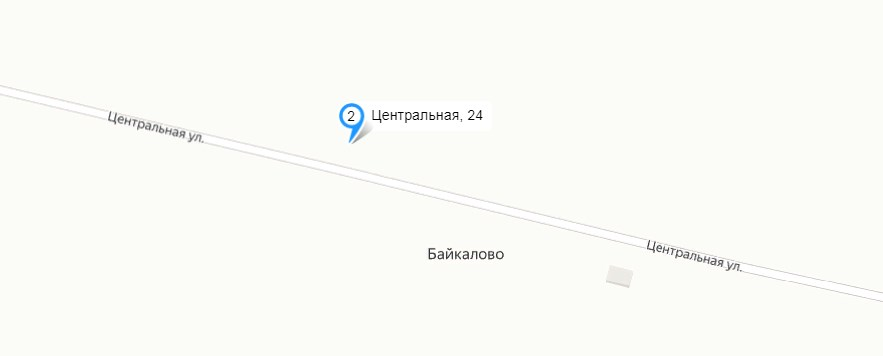 2
Центральная, 24
Центральная ул.
Байкалово
Центральная ул.